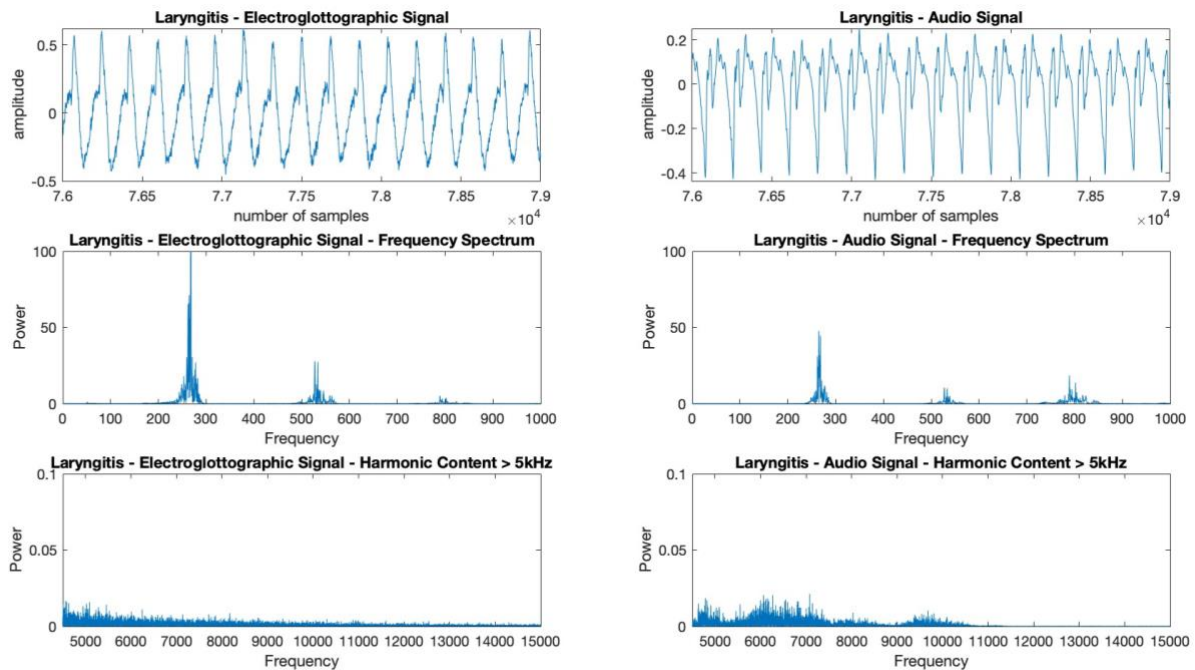 Laryngitis - Electroglottographic Signal
0.5
0
-0.5
amplitude
7.6 7.65 7.7 7.75 7.8 7.85 7.9
number of samples
×10⁴
Laryngitis - Audio Signal
0.2
0
-0.2
-0.4
amplitude
7.6 7.65 7.7 7.75 7.8 7.85 7.9
number of samples
×10⁴
Laryngitis - Electroglottographic Signal - Frequency Spectrum
100
50
0
Power
0 100 200 300 400 500 600 700 800 900 1000
Frequency
Laryngitis - Audio Signal - Frequency Spectrum
100
50
0
Power
0 100 200 300 400 500 600 700 800 900 1000
Frequency
Laryngitis - Electroglottographic Signal - Harmonic Content > 5kHz
0.1
0.05
0
Power
5000 6000 7000 8000 9000 10000 11000 12000 13000 14000 15000
Frequency
Laryngitis - Audio Signal - Harmonic Content > 5kHz
0.1
0.05
0
Power
5000 6000 7000 8000 9000 10000 11000 12000 13000 14000 15000
Frequency